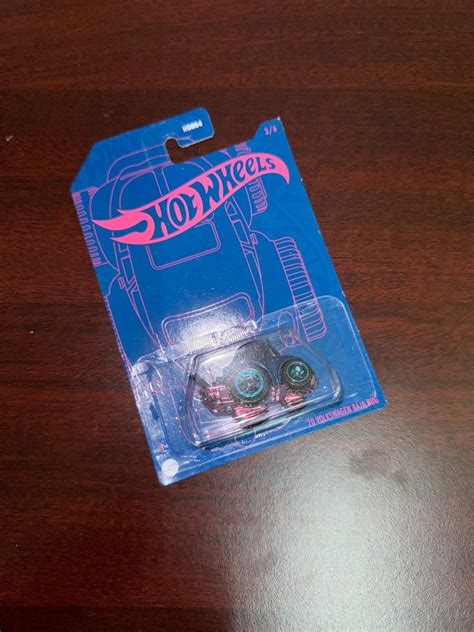 3/6
HOT WHEELS
'70 VOLKSWAGEN BAJA BUG